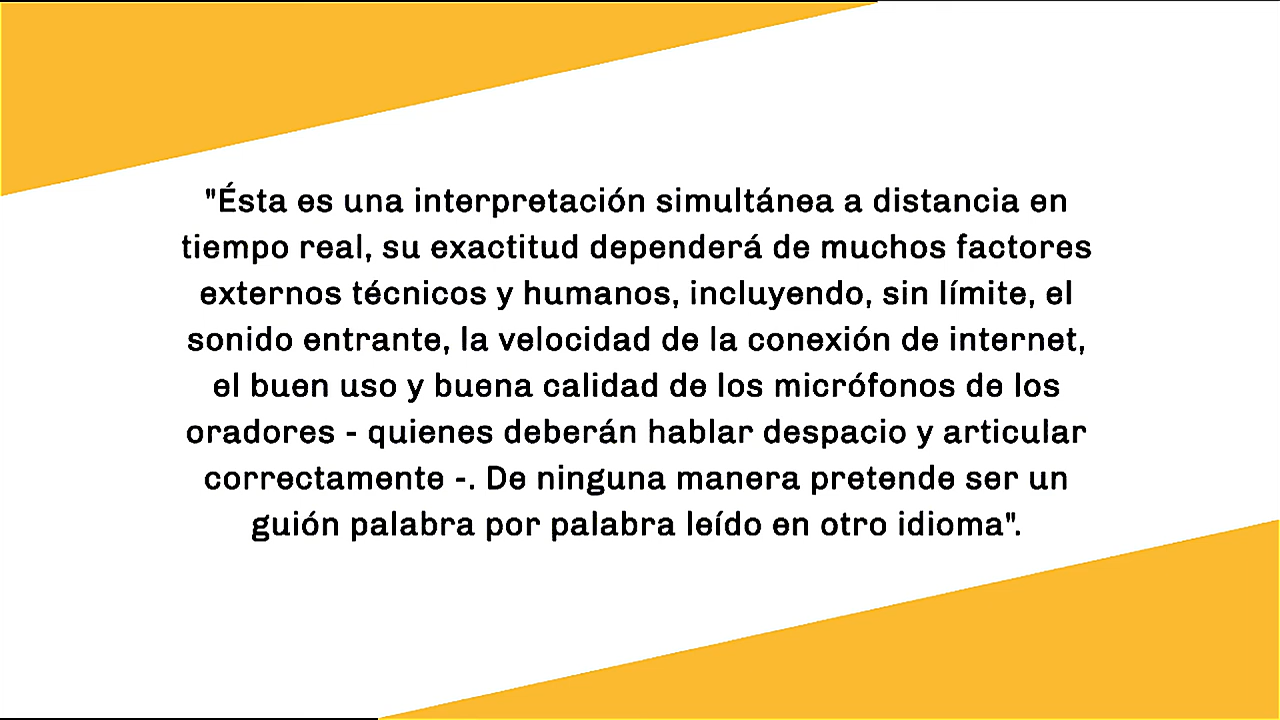 "Ésta es una interpretación simultánea a distancia en
tiempo real, su exactitud dependerá de muchos factores
externos técnicos y humanos, incluyendo, sin límite, el
sonido entrante, la velocidad de la conexión de internet,
el buen uso y buena calidad de los micrófonos de los
oradores - quienes deberán hablar despacio y articular
correctamente -. De ninguna manera pretende ser un
guión palabra por palabra leído en otro idioma".